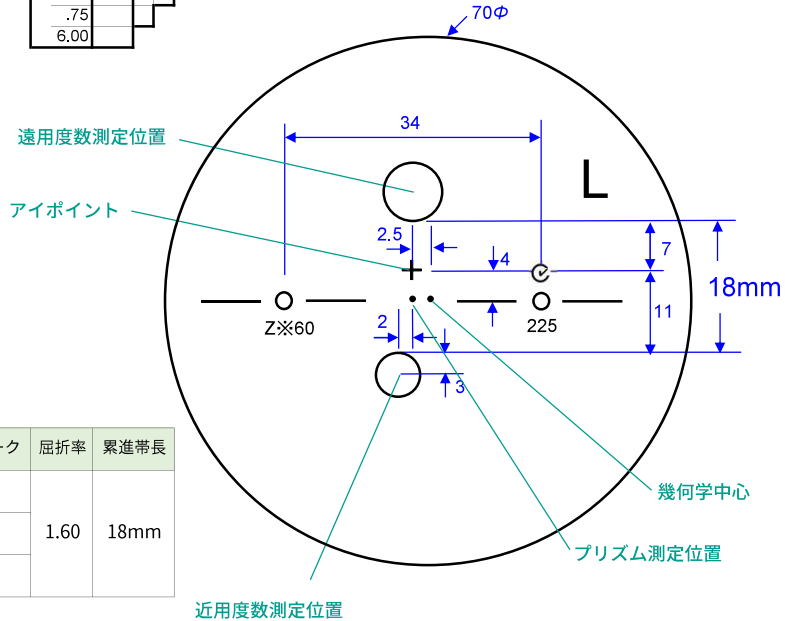 .75
6.00
70Φ
遠用度数測定位置
34
L
アイポイント
2.5
4
7
18mm
Z※60
225
11
2
3
ーク
屈折率
累進帯長
1.60
18mm
幾何学中心
プリズム測定位置
近用度数測定位置